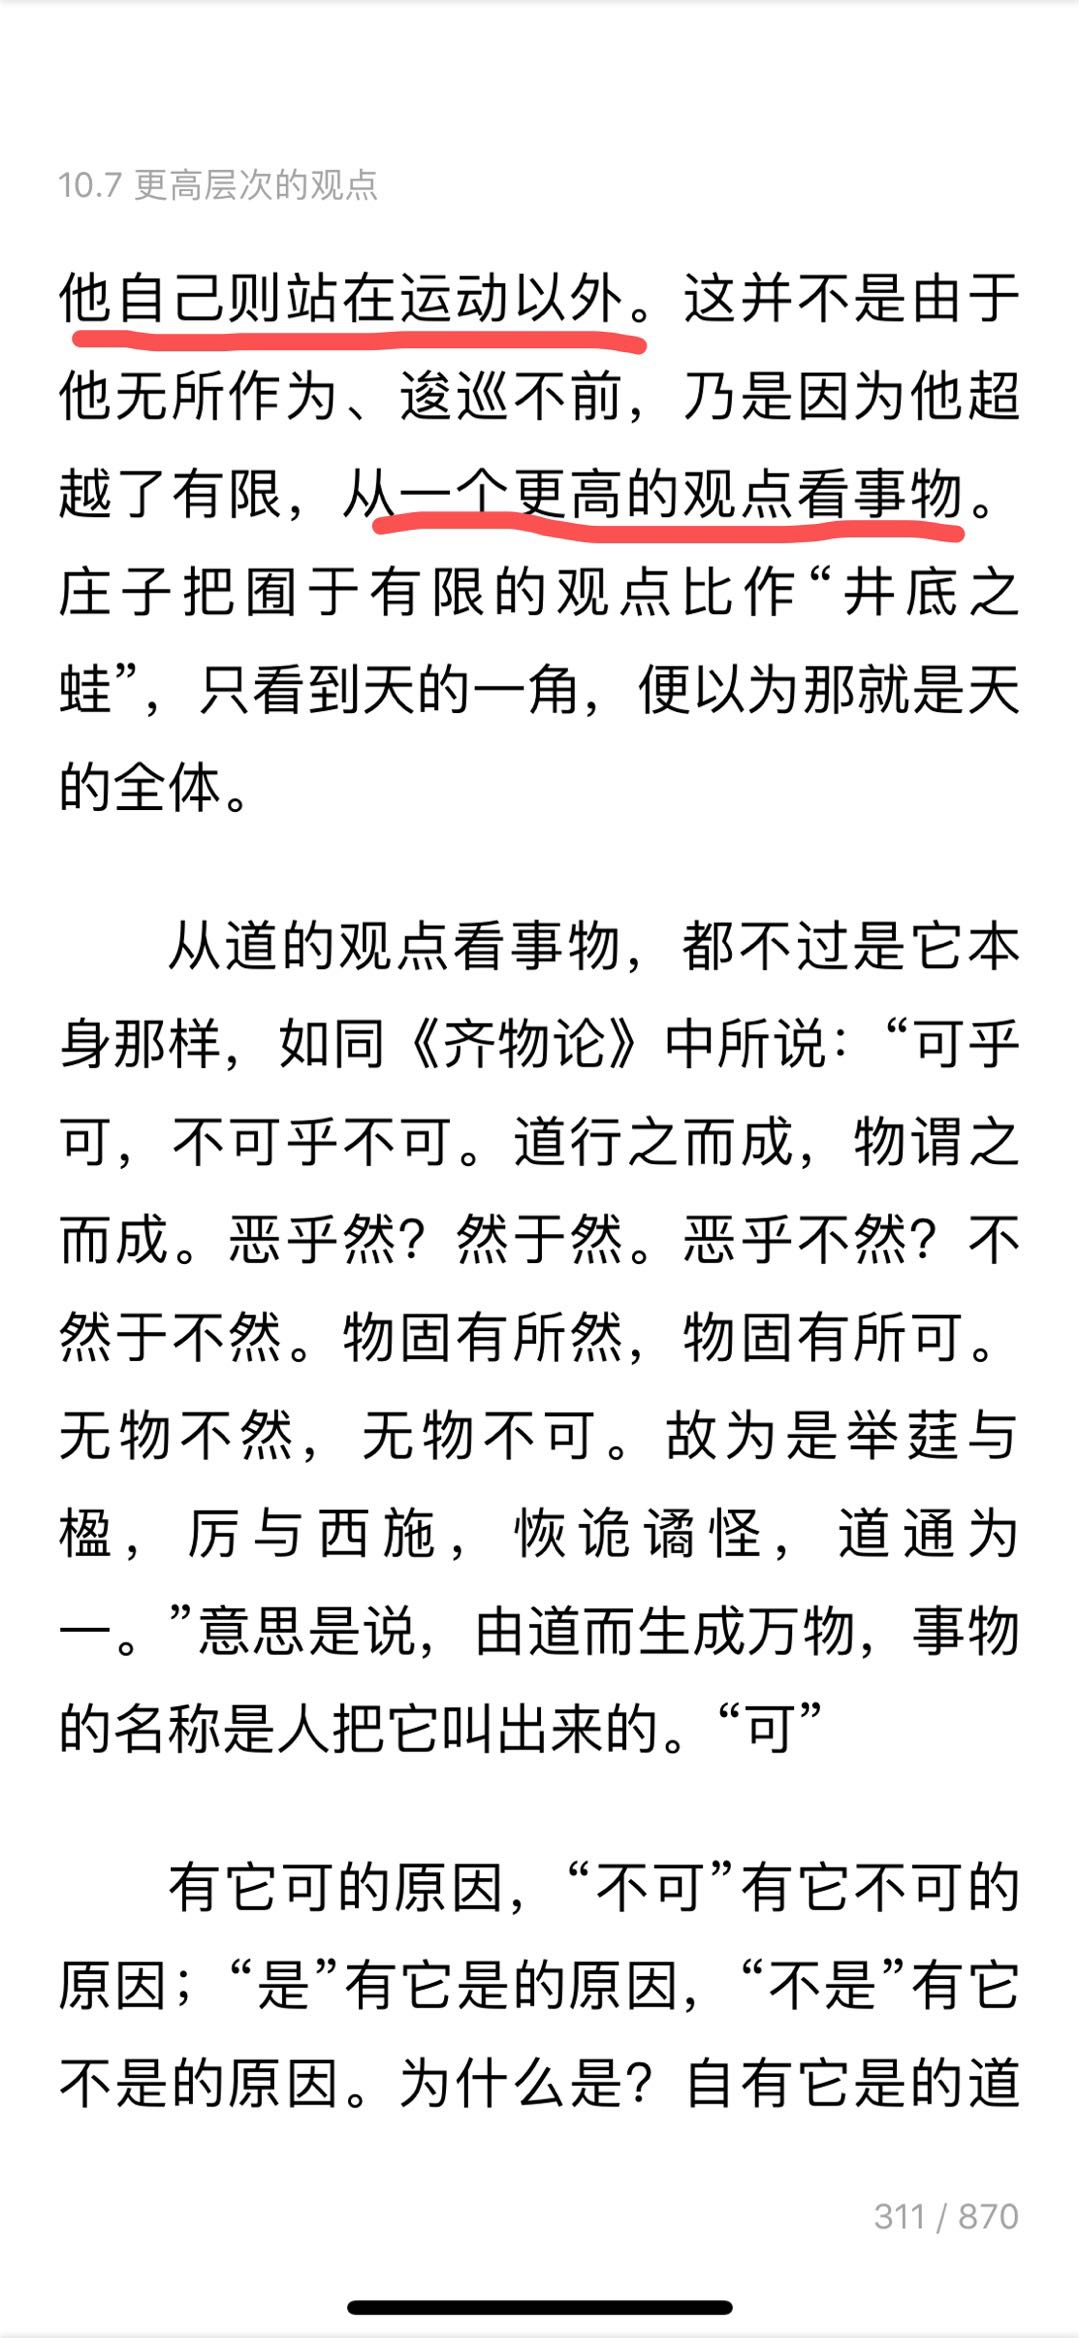 10.7 更高层次的观点
他自己则站在运动以外。这并不是由于
他无所作为、逡巡不前，乃是因为他超
越了有限，从一个更高的观点看事物。
庄子把囿于有限的观点比作“井底之
蛙”，只看到天的一角，便以为那就是天
的全体。
从道的观点看事物，都不过是它本
身那样，如同《齐物论》中所说：“可乎
可，不可乎不可。道行之而成，物谓之
而成。恶乎然？然于然。恶乎不然？不
然于不然。物固有所然，物固有所可。
无物不然，无物不可。故为是举莛与
楹，厉与西施，恢诡谲怪，道通为
一。”意思是说，由道而生成万物，事物
的名称是人把它叫出来的。“可”
有它可的原因，“不可”有它不可的
原因；“是”有它是的原因，“不是”有它
不是的原因。为什么是？自有它是的道
311 / 870